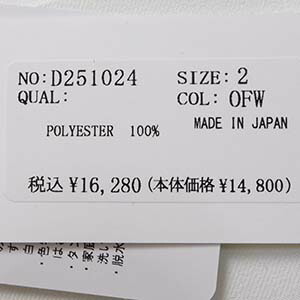 NO: D251024 SIZE: 2
QUAL: COL: OFW
POLYESTER 100% MADE IN JAPAN
税込 ¥16,280 (本体価格 ¥14,800)